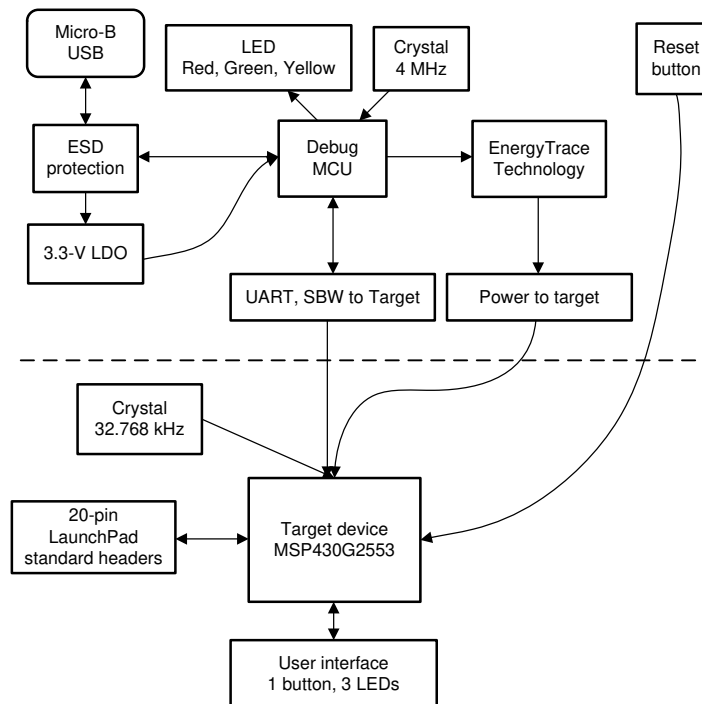 Micro-B
USB
LED
Red, Green, Yellow
Crystal
4 MHz
Reset
button
ESD
protection
Debug
MCU
EnergyTrace
Technology
3.3-V LDO
UART, SBW to Target
Power to target
Crystal
32.768 kHz
20-pin
LaunchPad
standard headers
Target device
MSP430G2553
User interface
1 button, 3 LEDs